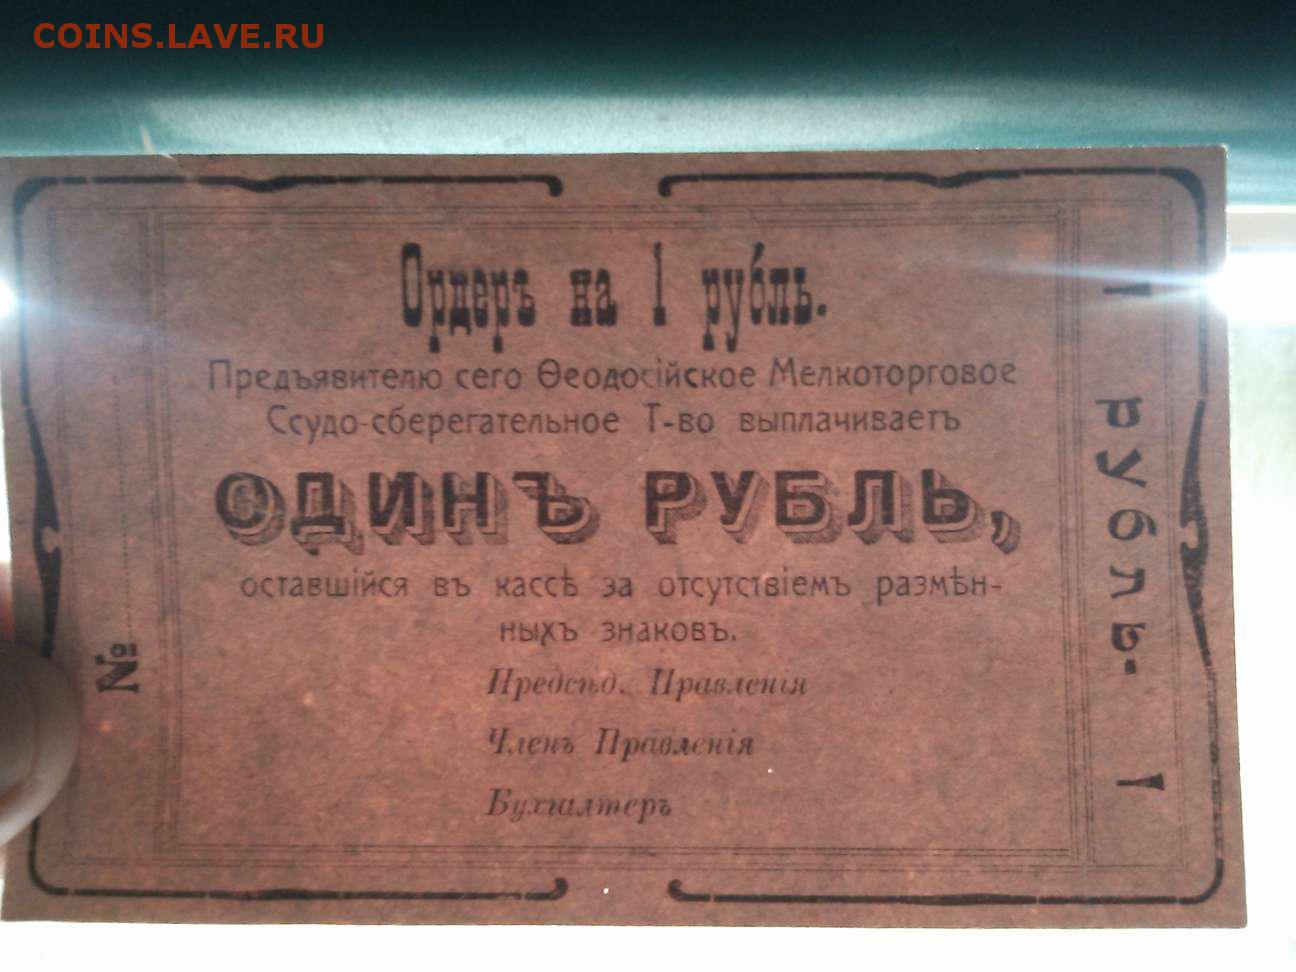 COINS.LAVE.RU
Ордеръ на 1 рубль.
Предъявителю сего Ѳеодосійское Мелкоторговое
Ссудо-сберегательное Т-во выплачиваетъ
ОДИНЪ РУБЛЬ,
оставшійся въ кассѣ за отсутствіемъ размѣн-
ныхъ знаковъ.
Предсѣд. Правленія
Членъ Правленія
Бухгалтеръ
№
1 рубль. 1